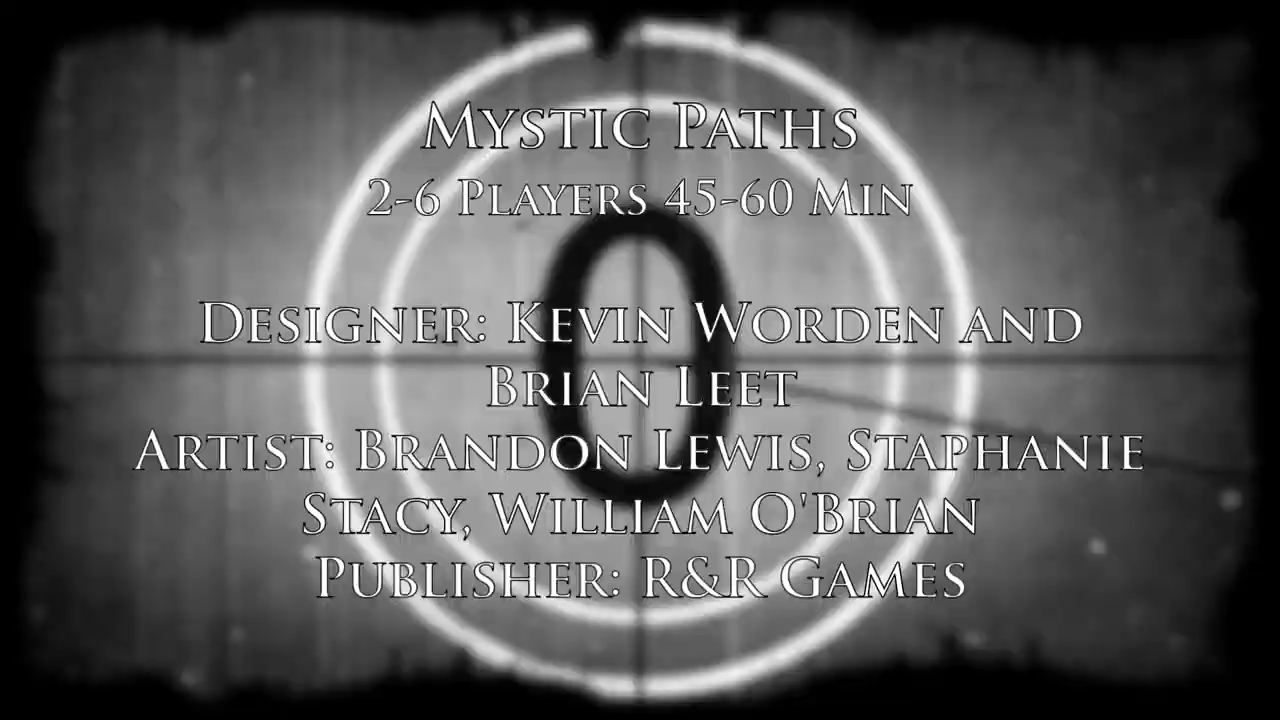 Mystic Paths
2-6 Players 45-60 Min
0
Designer: Kevin Worden and
Brian Leet
Artist: Brandon Lewis, Staphanie
Stacy, William O'Brian
Publisher: R&R Games